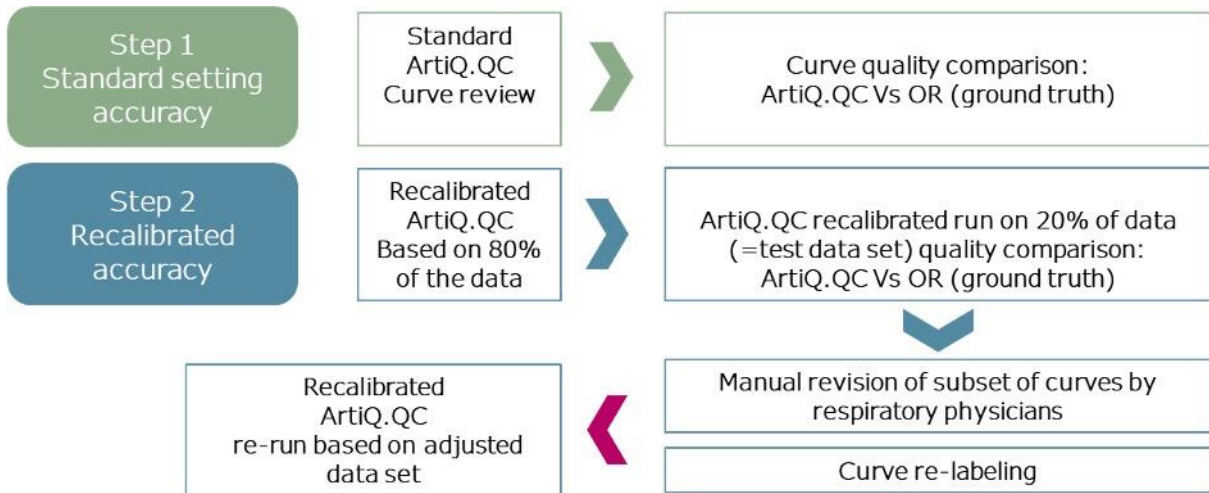 Step 1
Standard setting
accuracy
Standard
ArtiQ.QC
Curve review
Curve quality comparison:
ArtiQ.QC Vs OR (ground truth)
Step 2
Recalibrated
accuracy
Recalibrated
ArtiQ.QC
Based on 80%
of the data
ArtiQ.QC recalibrated run on 20% of data
(=test data set) quality comparison:
ArtiQ.QC Vs OR (ground truth)
Manual revision of subset of curves by
respiratory physicians
Curve re-labeling
Recalibrated
ArtiQ.QC
re-run based on adjusted
data set